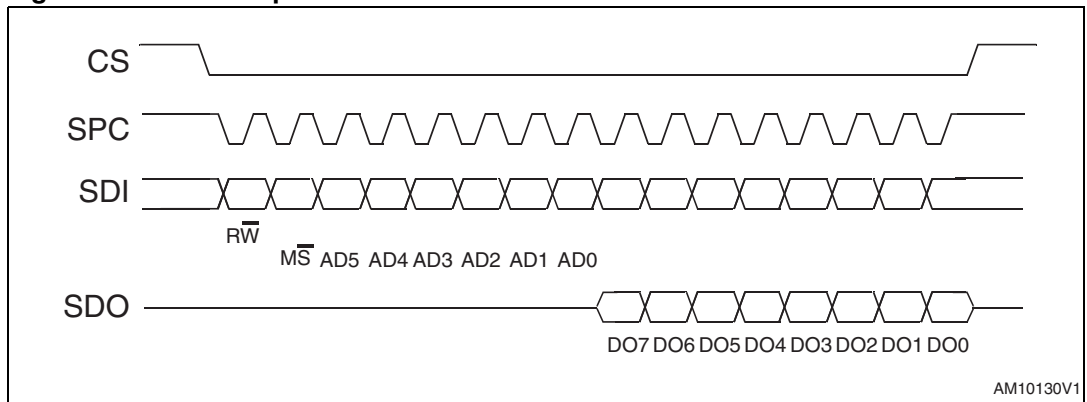 CS
SPC
SDI
RW̅
MS̅ AD5 AD4 AD3 AD2 AD1 AD0
SDO
DO7 DO6 DO5 DO4 DO3 DO2 DO1 DO0
AM10130V1